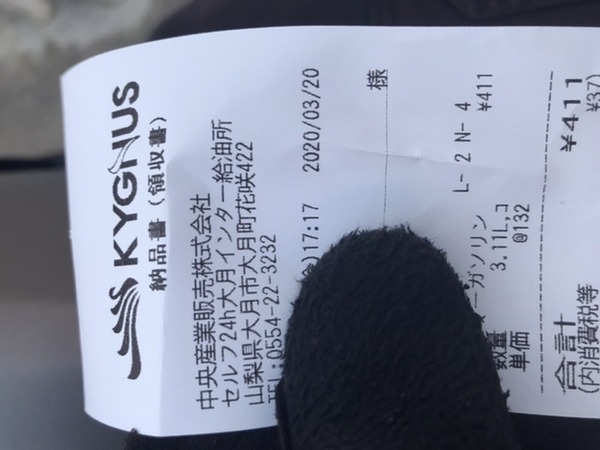 KYGNUS
納品書(領収書)
中央産業販売株式会社
セルフ24h大月インター給油所
山梨県大月市大月町花咲422
TEL:0554-22-3232
17:17 2020/03/20
様
L-2 N-4
ガソリン ¥411
数量 3.11L,コ
単価 @132
合計 ¥411
(内消費税等 ¥37)